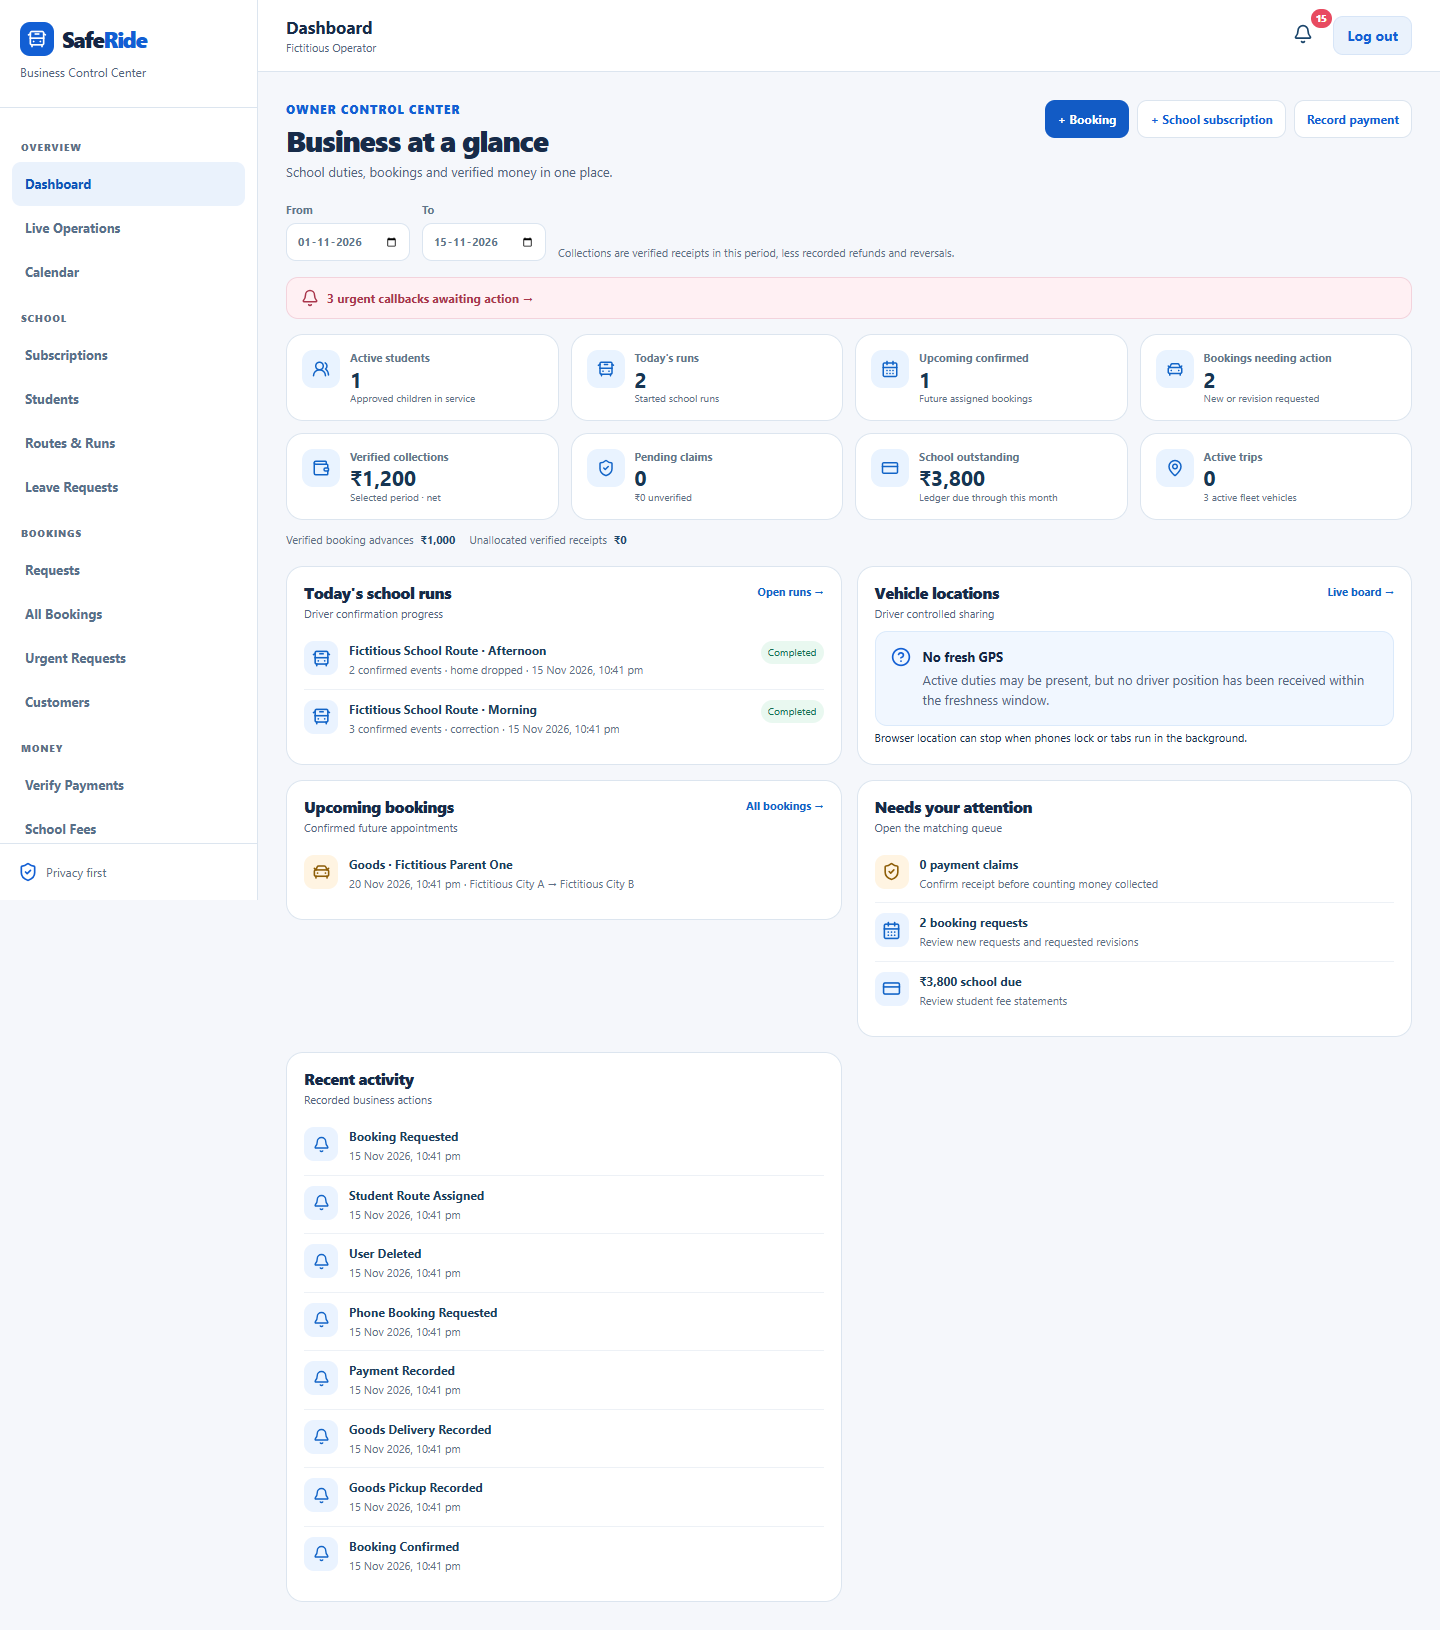 SafeRide
Business Control Center
OVERVIEW
Dashboard
Live Operations
Calendar
SCHOOL
Subscriptions
Students
Routes & Runs
Leave Requests
BOOKINGS
Requests
All Bookings
Urgent Requests
Customers
MONEY
Verify Payments
School Fees
Privacy first
Dashboard
Fictitious Operator
15
Log out
OWNER CONTROL CENTER
Business at a glance
School duties, bookings and verified money in one place.
+ Booking
+ School subscription
Record payment
From
To
01-11-2026
15-11-2026
Collections are verified receipts in this period, less recorded refunds and reversals.
3 urgent callbacks awaiting action →
Active students
1
Approved children in service
Today's runs
2
Started school runs
Upcoming confirmed
1
Future assigned bookings
Bookings needing action
2
New or revision requested
Verified collections
₹1,200
Selected period · net
Pending claims
0
₹0 unverified
School outstanding
₹3,800
Ledger due through this month
Active trips
0
3 active fleet vehicles
Verified booking advances ₹1,000 Unallocated verified receipts ₹0
Today's school runs
Open runs →
Driver confirmation progress
Fictitious School Route · Afternoon
2 confirmed events · home dropped · 15 Nov 2026, 10:41 pm
Completed
Fictitious School Route · Morning
3 confirmed events · correction · 15 Nov 2026, 10:41 pm
Completed
Vehicle locations
Live board →
Driver controlled sharing
No fresh GPS
Active duties may be present, but no driver position has been received within
the freshness window.
Browser location can stop when phones lock or tabs run in the background.
Upcoming bookings
All bookings →
Confirmed future appointments
Goods · Fictitious Parent One
20 Nov 2026, 10:41 pm · Fictitious City A → Fictitious City B
Needs your attention
Open the matching queue
0 payment claims
Confirm receipt before counting money collected
2 booking requests
Review new requests and requested revisions
₹3,800 school due
Review student fee statements
Recent activity
Recorded business actions
Booking Requested
15 Nov 2026, 10:41 pm
Student Route Assigned
15 Nov 2026, 10:41 pm
User Deleted
15 Nov 2026, 10:41 pm
Phone Booking Requested
15 Nov 2026, 10:41 pm
Payment Recorded
15 Nov 2026, 10:41 pm
Goods Delivery Recorded
15 Nov 2026, 10:41 pm
Goods Pickup Recorded
15 Nov 2026, 10:41 pm
Booking Confirmed
15 Nov 2026, 10:41 pm